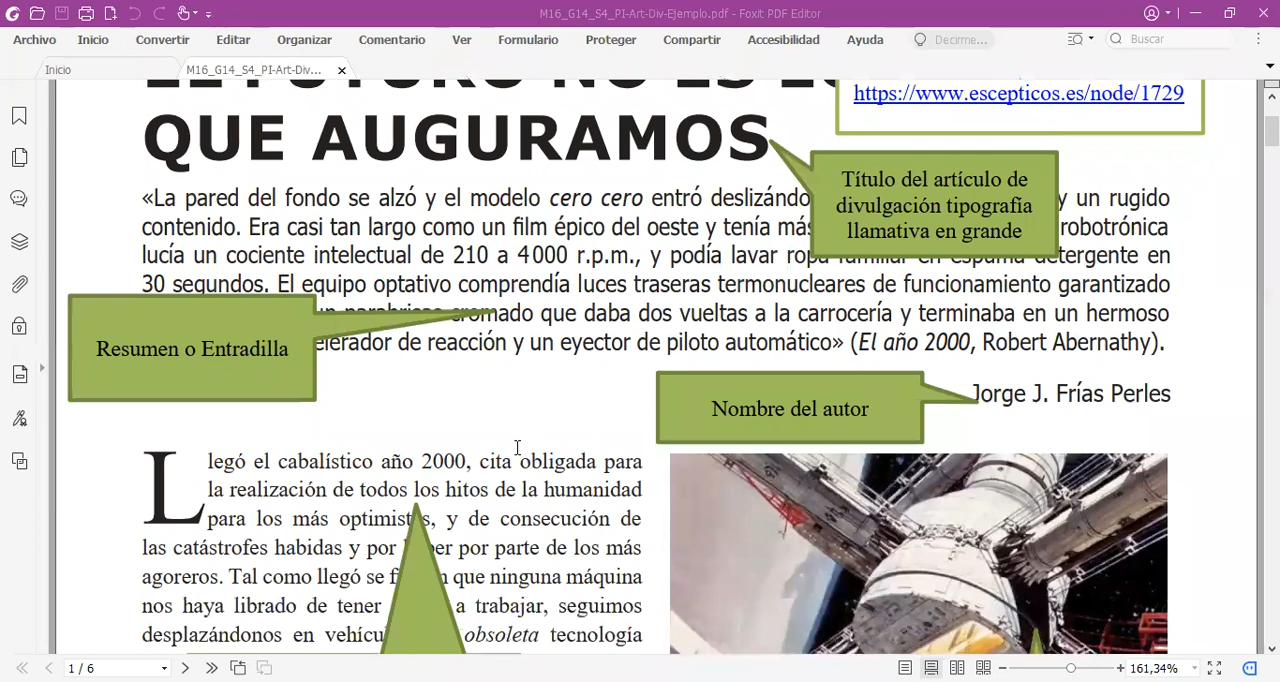 M16_G14_S4_PI-Art-Div-Ejemplo.pdf - Foxit PDF Editor
Archivo Inicio Convertir Editar Organizar Comentario Ver Formulario Proteger Compartir Accesibilidad Ayuda Decirme... Buscar
Inicio M16_G14_S4_PI-Art-Div...
https://www.escepticos.es/node/1729
QUE AUGURAMOS
Título del artículo de
divulgación tipografía
llamativa en grande
«La pared del fondo se alzó y el modelo cero cero entró y un rugido
contenido. Era casi tan largo como un film épico del oeste y tenía robotrónica
lucía un cociente intelectual de 210 a 4000 r.p.m., y podía lavar ropa familiar en espuma detergente en
30 segundos. El equipo optativo comprendía luces traseras termonucleares de funcionamiento garantizado
un parabrisas cromado que daba dos vueltas a la carrocería y terminaba en un hermoso
de reacción y un eyector de piloto automático» (El año 2000, Robert Abernathy).
Resumen o Entradilla
Nombre del autor
Jorge J. Frías Perles
Llegó el cabalístico año 2000, cita obligada para
la realización de todos los hitos de la humanidad
para los más optimistas, y de consecución de
las catástrofes habidas y por haber por parte de los más
agoreros. Tal como llegó se que ninguna máquina
nos haya librado de tener a trabajar, seguimos
desplazándonos en obsoleta tecnología
1 / 6
161,34%